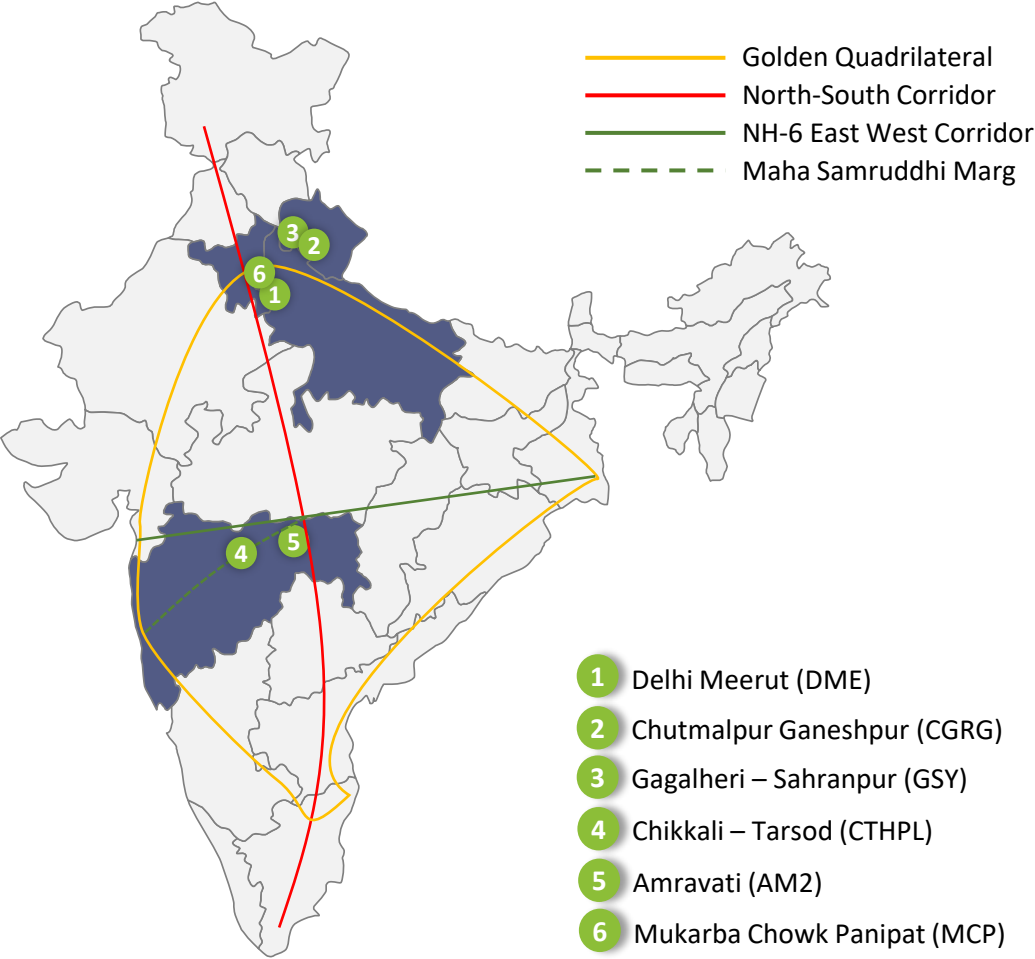 Golden Quadrilateral
North-South Corridor
NH-6 East West Corridor
Maha Samruddhi Marg
3
2
6
1
5
4
1 Delhi Meerut (DME)
2 Chutmalpur Ganeshpur (CGRG)
3 Gagalheri – Sahranpur (GSY)
4 Chikkali – Tarsod (CTHPL)
5 Amravati (AM2)
6 Mukarba Chowk Panipat (MCP)